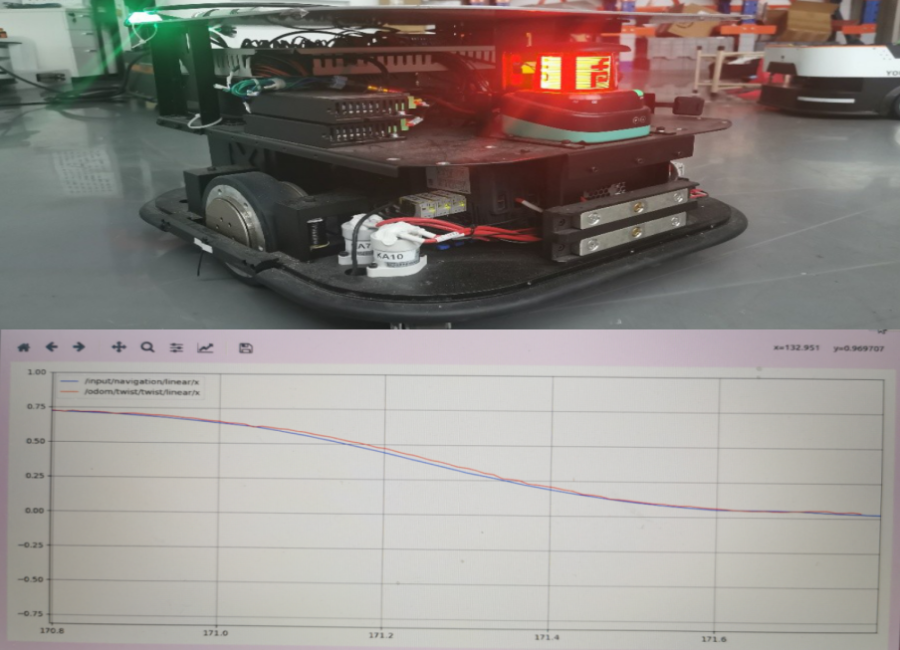 YOU
KA7
KA10
x=132.951 y=0.969707
/input/navigation/linear/x
/odom/twist/twist/linear/x
1.00
0.75
0.50
0.25
0.00
−0.25
−0.50
−0.75
170.8 171.0 171.2 171.4 171.6